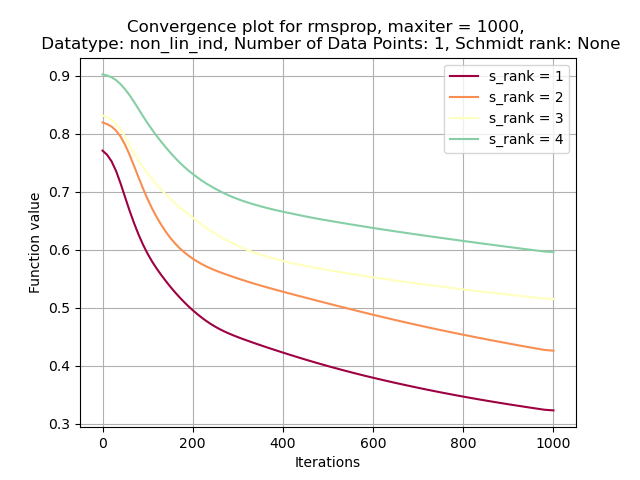 Convergence plot for rmsprop, maxiter = 1000,
Datatype: non_lin_ind, Number of Data Points: 1, Schmidt rank: None
s_rank = 1
s_rank = 2
s_rank = 3
s_rank = 4
Function value
0.9
0.8
0.7
0.6
0.5
0.4
0.3
0 200 400 600 800 1000
Iterations